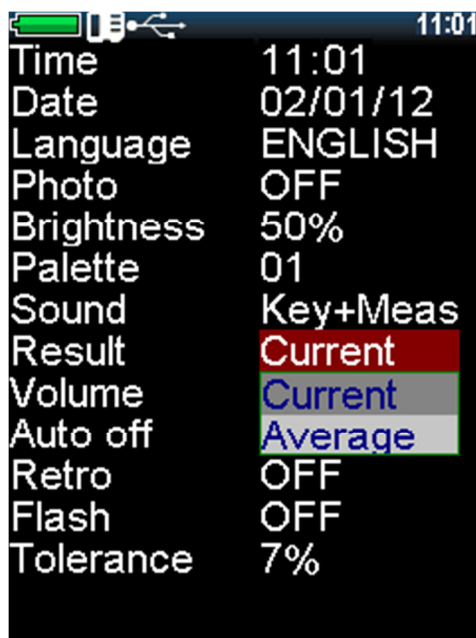 11:01
Time 11:01
Date 02/01/12
Language ENGLISH
Photo OFF
Brightness 50%
Palette 01
Sound Key+Meas
Result Current
Volume Current
Auto off Average
Retro OFF
Flash OFF
Tolerance 7%